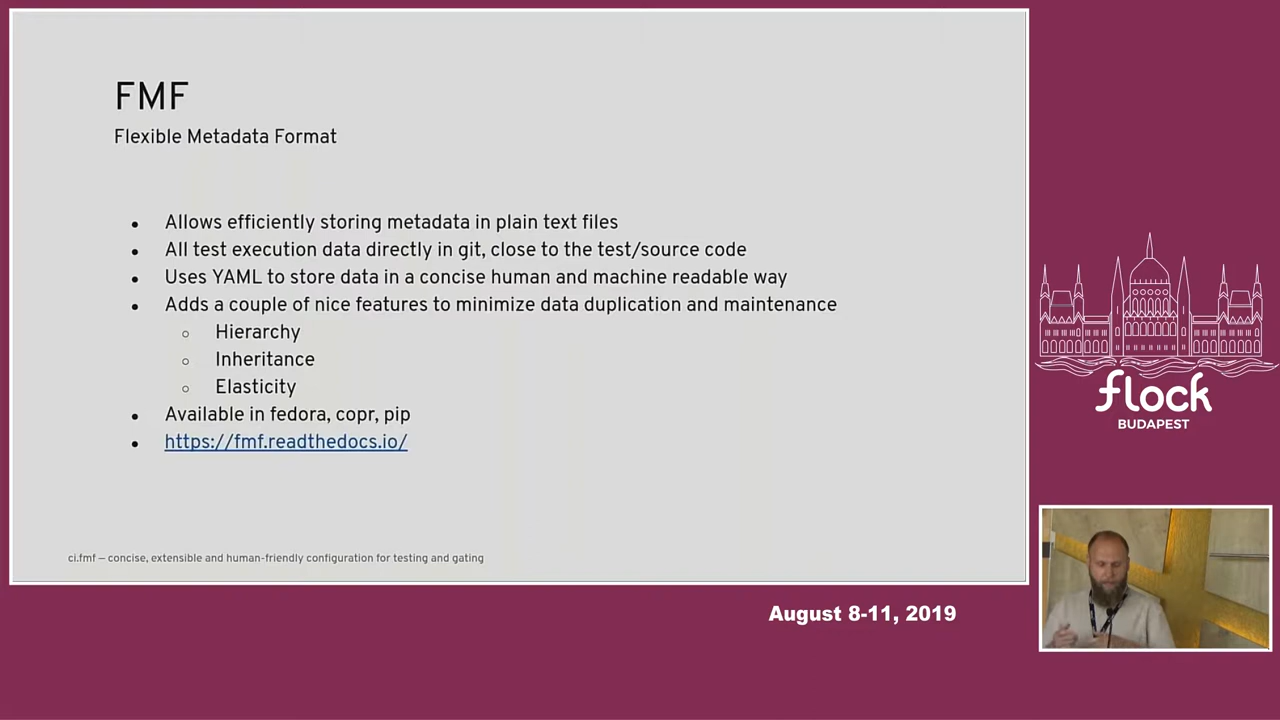 FMF
Flexible Metadata Format
● Allows efficiently storing metadata in plain text files
● All test execution data directly in git, close to the test/source code
● Uses YAML to store data in a concise human and machine readable way
● Adds a couple of nice features to minimize data duplication and maintenance
○ Hierarchy
○ Inheritance
○ Elasticity
● Available in fedora, copr, pip
● https://fmf.readthedocs.io/
ci.fmf – concise, extensible and human-friendly configuration for testing and gating
flock
BUDAPEST
August 8-11, 2019